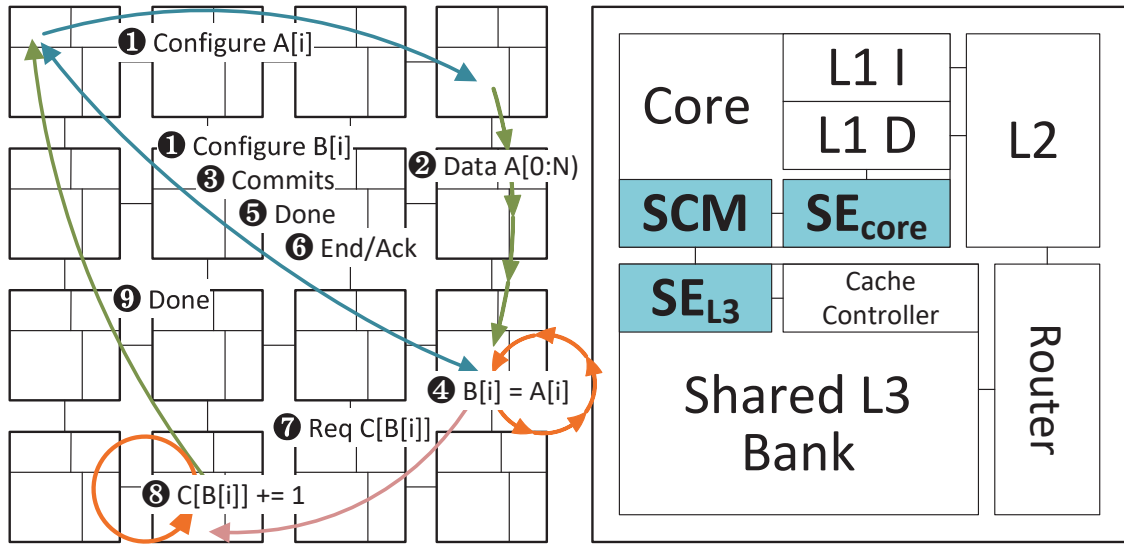 ❶ Configure A[i]
❶ Configure B[i]
❷ Data A[0:N)
❸ Commits
❺ Done
❻ End/Ack
❾ Done
❹ B[i] = A[i]
❼ Req C[B[i]]
❽ C[B[i]] += 1
Core
L1 I
L1 D
L2
SCM
SEcore
SEL3
Cache
Controller
Shared L3
Bank
Router